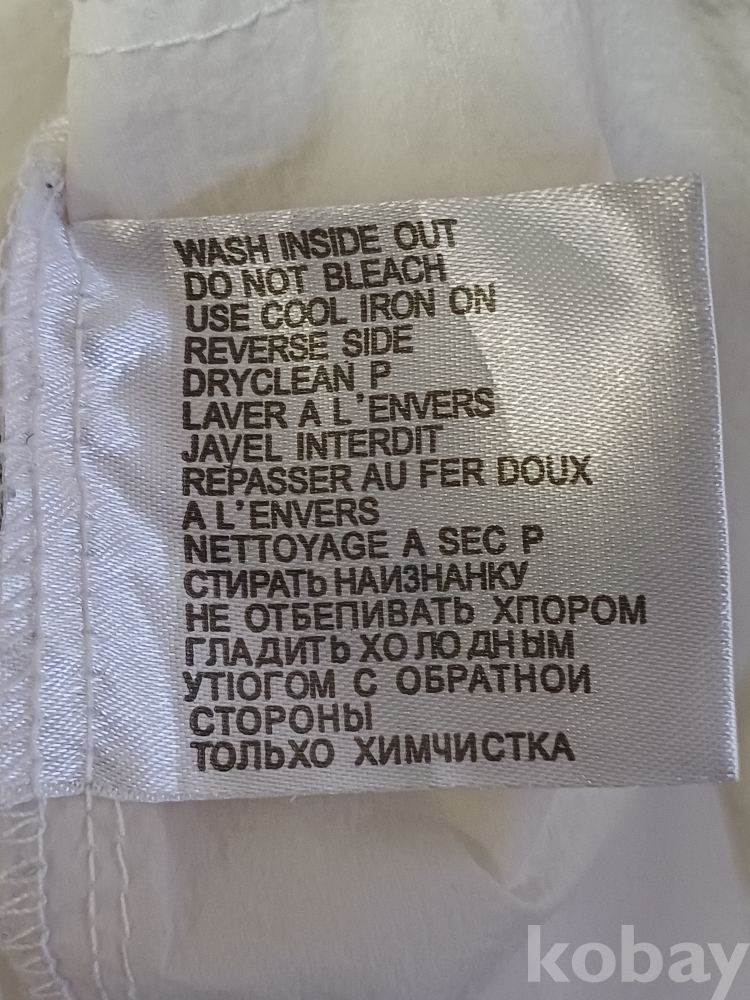 WASH INSIDE OUT
DO NOT BLEACH
USE COOL IRON ON
REVERSE SIDE
DRYCLEAN P
LAVER A L'ENVERS
JAVEL INTERDIT
REPASSER AU FER DOUX
A L'ENVERS
NETTOYAGE A SEC P
СТИРАТЬ НАИЗНАНКУ
НЕ ОТБЕПИВАТЬ ХПОРОМ
ГЛАДИТЬ ХОЛОДНЫМ
УТІОГОМ С ОБРАТНОИ
СТОРОНЫ
ТОЛЬХО ХИМЧИСТКА
kobay